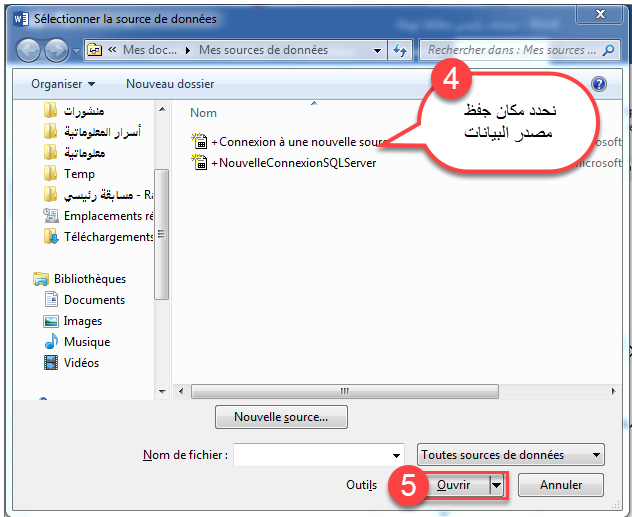 Sélectionner la source de données
« Mes doc... ▸ Mes sources de données
Rechercher dans : Mes sources ...
Organiser
Nouveau dossier
4
نحدد مكان جفظ
مصدر البيانات
Nom
+Connexion à une nouvelle sour
osoft
+NouvelleConnexionSQLServer
icrosoft
منشورات
أسرار المعلوماتية
معلوماتية
Temp
مسابقة رئيسي - Ra
Emplacements ré
Téléchargements
Bibliothèques
Documents
Images
Musique
Vidéos
Nouvelle source...
Nom de fichier :
Toutes sources de données
Outils
5
Ouvrir
Annuler